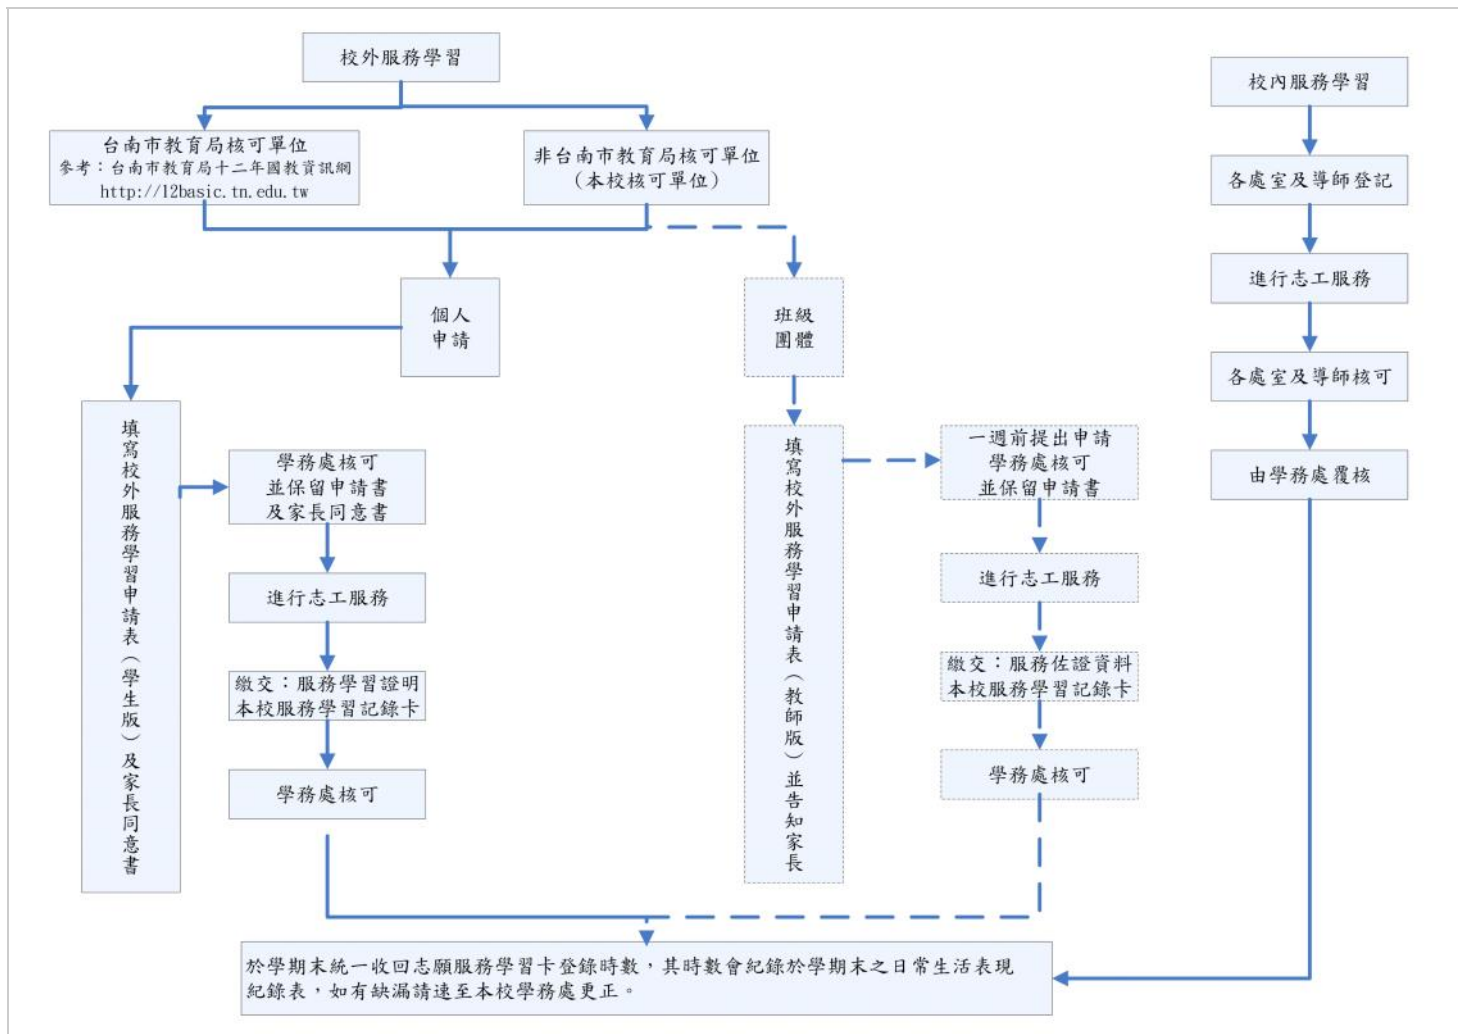 校外服務學習
校內服務學習
台南市教育局核可單位
參考：台南市教育局十二年國教資訊網
http://12basic.tn.edu.tw
非台南市教育局核可單位
（本校核可單位）
各處室及導師登記
進行志工服務
各處室及導師核可
由學務處覆核
個人
申請
班級
團體
填寫校外服務學習申請表（學生版）及家長同意書
學務處核可
並保留申請書
及家長同意書
進行志工服務
繳交：服務學習證明
本校服務學習記錄卡
學務處核可
填寫校外服務學習申請表（教師版）並告知家長
一週前提出申請
學務處核可
並保留申請書
進行志工服務
繳交：服務佐證資料
本校服務學習記錄卡
學務處核可
於學期末統一收回志願服務學習卡登錄時數，其時數會紀錄於學期末之日常生活表現
紀錄表，如有缺漏請速至本校學務處更正。